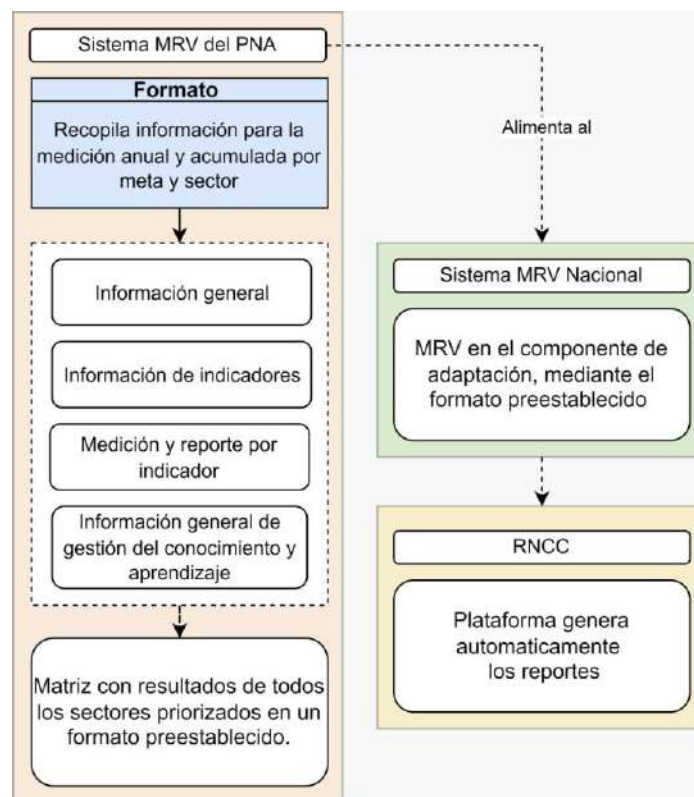 Sistema MRV del PNA
Formato
Recopila información para la
medición anual y acumulada por
meta y sector
Información general
Información de indicadores
Medición y reporte por
indicador
Información general de
gestión del conocimiento y
aprendizaje
Matriz con resultados de todos
los sectores priorizados en un
formato preestablecido.
Alimenta al
Sistema MRV Nacional
MRV en el componente de
adaptación, mediante el
formato preestablecido
RNCC
Plataforma genera
automaticamente
los reportes